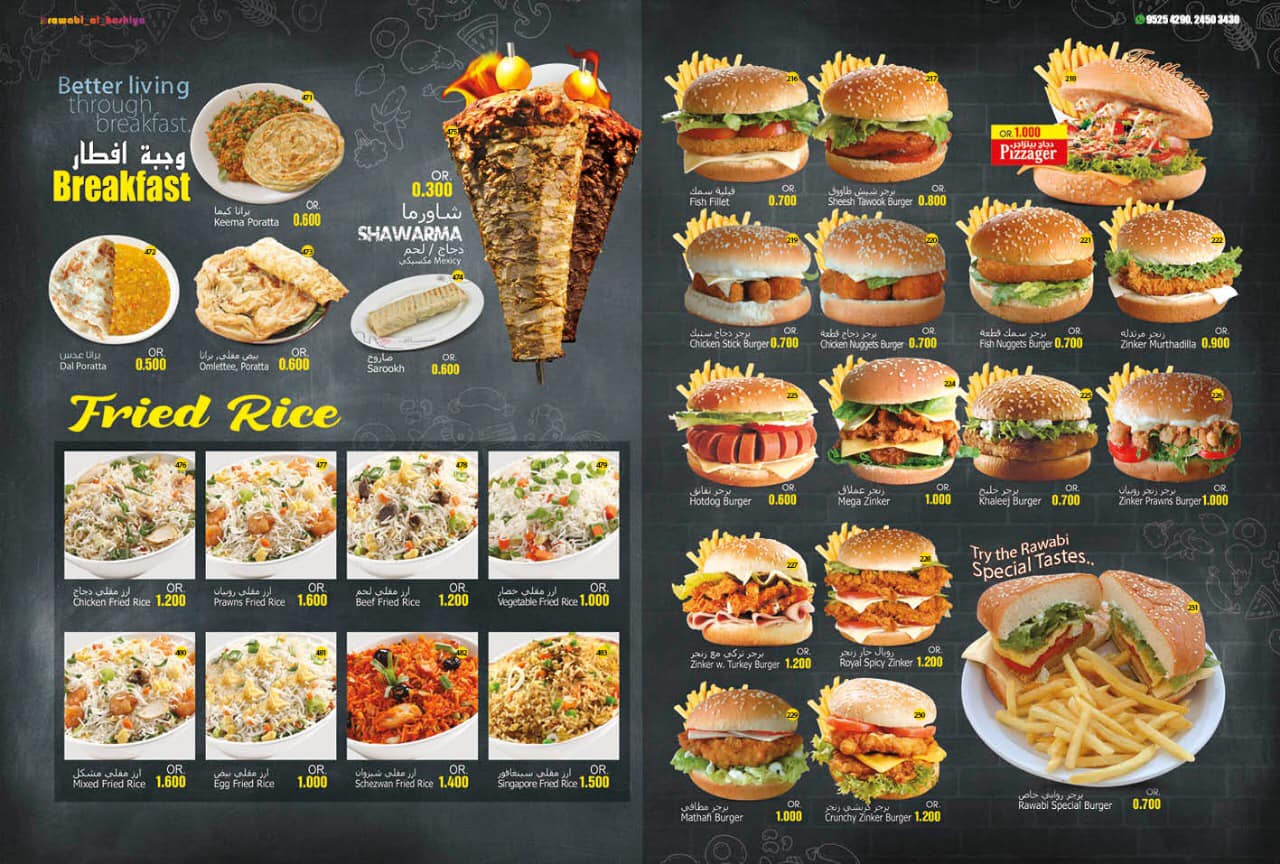 @rawabi_al_bashiya
9525 4290, 2450 3430
Better living
through
breakfast.
وجبة افطار
Breakfast
471
براتا كيما
Keema Poratta
OR.
0.600
472
براتا عدس
Dal Poratta
OR.
0.500
473
بيض مقلي, براتا
Omlettee, Poratta
OR.
0.600
475
OR.
0.300
شاورما
SHAWARMA
دجاج / لحم
مكسيكي Mexicy
474
صاروخ
Sarookh
OR.
0.600
Fried Rice
476
ارز مقلي دجاج
Chicken Fried Rice
OR.
1.200
477
ارز مقلي روبيان
Prawns Fried Rice
OR.
1.600
478
ارز مقلي لحم
Beef Fried Rice
OR.
1.200
479
ارز مقلي خضار
Vegetable Fried Rice
OR.
1.000
480
ارز مقلي مشكل
Mixed Fried Rice
OR.
1.600
481
ارز مقلي بيض
Egg Fried Rice
OR.
1.000
482
ارز مقلي شيزوان
Schezwan Fried Rice
OR.
1.400
483
ارز مقلي سينغافور
Singapore Fried Rice
OR.
1.500
216
فيلية سمك
Fish Fillet
OR.
0.700
217
برجر شيش طاووق
Sheesh Tawook Burger
OR.
0.800
218
OR. 1.000
دجاج بيتزاجر
Pizzager
219
برجر دجاج ستيك
Chicken Stick Burger
OR.
0.700
220
برجر دجاج قطعة
Chicken Nuggets Burger
OR.
0.700
221
برجر سمك قطعة
Fish Nuggets Burger
OR.
0.700
222
زنجر مرتدله
Zinker Murthadilla
OR.
0.900
223
برجر نقانق
Hotdog Burger
OR.
0.600
224
زنجر عملاق
Mega Zinker
OR.
1.000
225
برجر خليج
Khaleej Burger
OR.
0.700
226
برجر زنجر روبيان
Zinker Prawns Burger
OR.
1.000
227
برجر تركي مع زنجر
Zinker w. Turkey Burger
OR.
1.200
228
رويال حار زنجر
Royal Spicy Zinker
OR.
1.200
229
برجر مطافي
Mathafi Burger
OR.
1.000
230
برجر كرنشي زنجر
Crunchy Zinker Burger
OR.
1.200
Try the Rawabi
Special Tastes..
231
برجر روابي خاص
Rawabi Special Burger
OR.
0.700